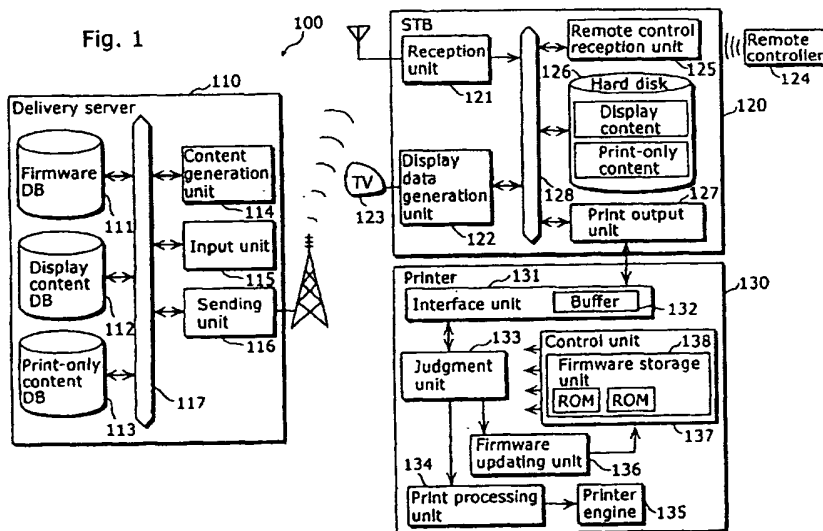 Fig. 1
100
110
Delivery server
Firmware
DB
111
Display
content DB
112
Print-only
content DB
113
Content
generation
unit
114
Input unit
115
Sending
unit
116
117
STB
120
Reception
unit
121
Display
data
generation
unit
122
TV
123
Remote
controller
124
Remote control
reception unit
125
126
Hard disk
Display
content
Print-only
content
127
Print output
unit
128
Printer
130
131
Interface unit
Buffer
132
133
Judgment
unit
Control unit
138
Firmware storage
unit
ROM
ROM
137
Firmware
updating unit
136
134
Print processing
unit
Printer
engine
135